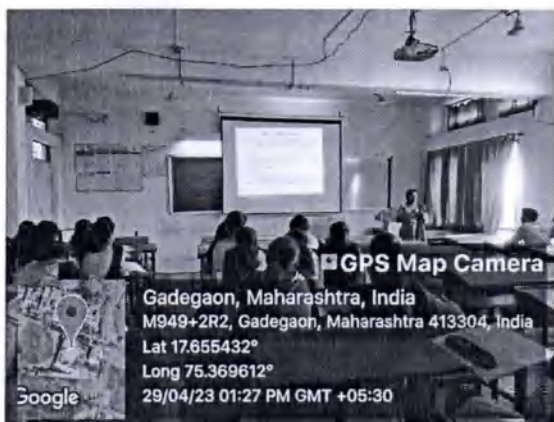 GPS Map Camera
Gadegaon, Maharashtra, India
M949+2R2, Gadegaon, Maharashtra 413304, India
Lat 17.655432°
Long 75.369612°
29/04/23 01:27 PM GMT +05:30
Google